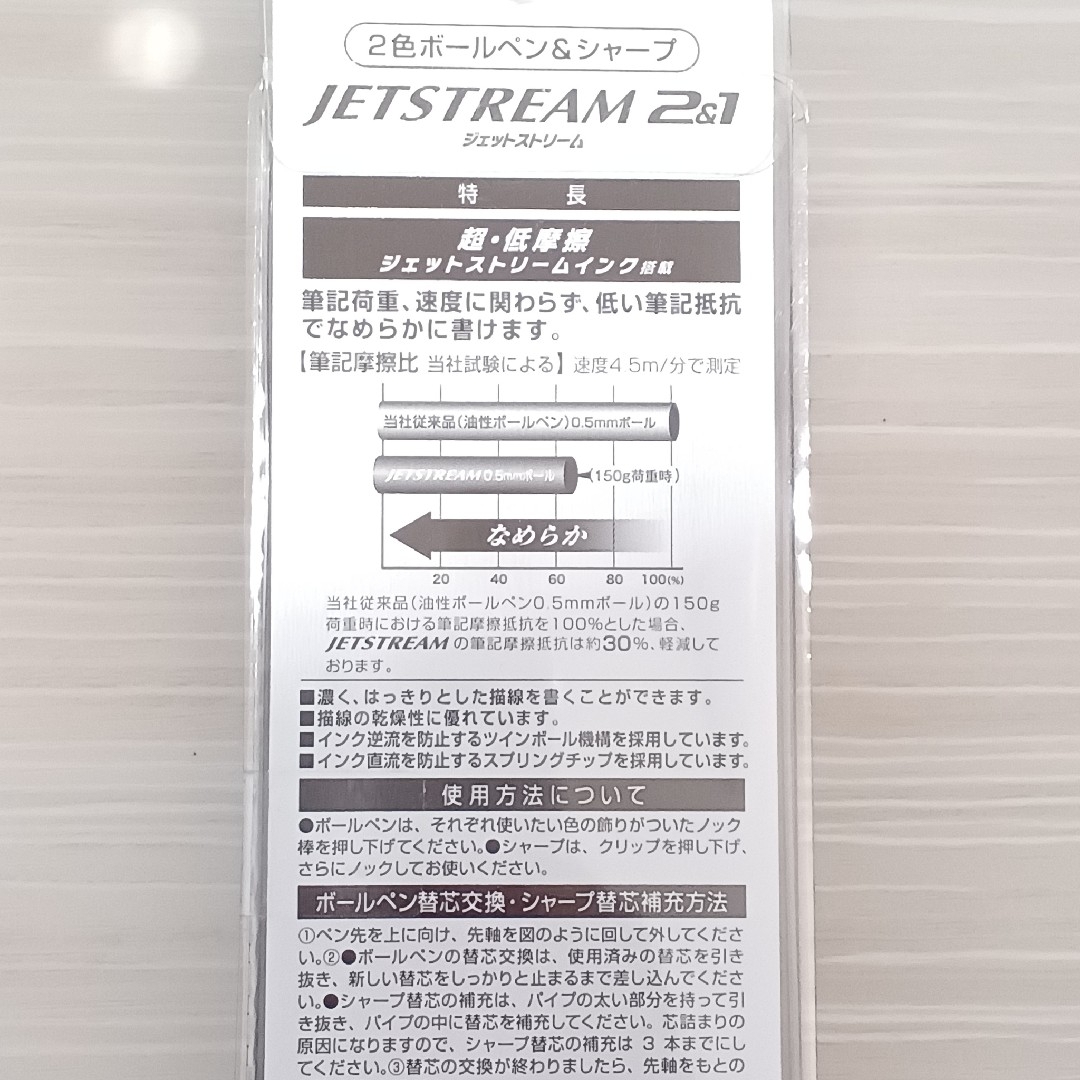 2色ボールペン&シャープ
JETSTREAM 2&1
ジェットストリーム
特長
超・低摩擦
ジェットストリームインク搭載
筆記荷重、速度に関わらず、低い筆記抵抗
でなめらかに書けます。
【筆記摩擦比 当社試験による】速度4.5m/分で測定
当社従来品(油性ボールペン)0.5mmボール
JETSTREAM 0.5mmボール (150g荷重時)
なめらか
20 40 60 80 100(%)
当社従来品(油性ボールペン0.5mmボール)の150g
荷重時における筆記摩擦抵抗を100%とした場合、
JETSTREAM の筆記摩擦抵抗は約30%、軽減して
おります。
■濃く、はっきりとした描線を書くことができます。
■描線の乾燥性に優れています。
■インク逆流を防止するツインボール機構を採用しています。
■インク直流を防止するスプリングチップを採用しています。
使用方法について
●ボールペンは、それぞれ使いたい色の飾りがついたノック
棒を押し下げてください。●シャープは、クリップを押し下げ、
さらにノックしてお使いください。
ボールペン替芯交換・シャープ替芯補充方法
①ペン先を上に向け、先軸を図のように回して外してくださ
い。②●ボールペンの替芯交換は、使用済みの替芯を引き
抜き、新しい替芯をしっかりと止まるまで差し込んでくださ
い。●シャープ替芯の補充は、パイプの太い部分を持って引
き抜き、パイプの中に替芯を補充してください。芯詰まりの
原因になりますので、シャープ替芯の補充は 3 本までにし
てください。③替芯の交換が終わりましたら、先軸をもとの